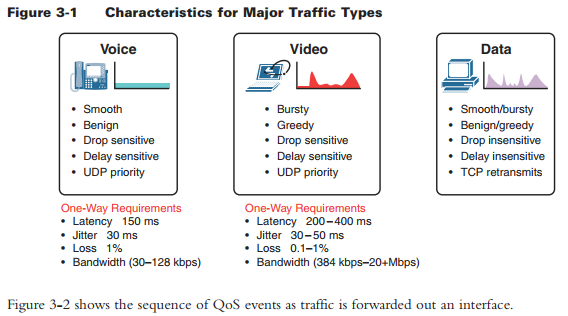 Figure 3-1 Characteristics for Major Traffic Types
Voice
• Smooth
• Benign
• Drop sensitive
• Delay sensitive
• UDP priority
One-Way Requirements
• Latency 150 ms
• Jitter 30 ms
• Loss 1%
• Bandwidth (30–128 kbps)
Video
• Bursty
• Greedy
• Drop sensitive
• Delay sensitive
• UDP priority
One-Way Requirements
• Latency 200–400 ms
• Jitter 30–50 ms
• Loss 0.1–1%
• Bandwidth (384 kbps–20+Mbps)
Data
• Smooth/bursty
• Benign/greedy
• Drop insensitive
• Delay insensitive
• TCP retransmits
Figure 3-2 shows the sequence of QoS events as traffic is forwarded out an interface.